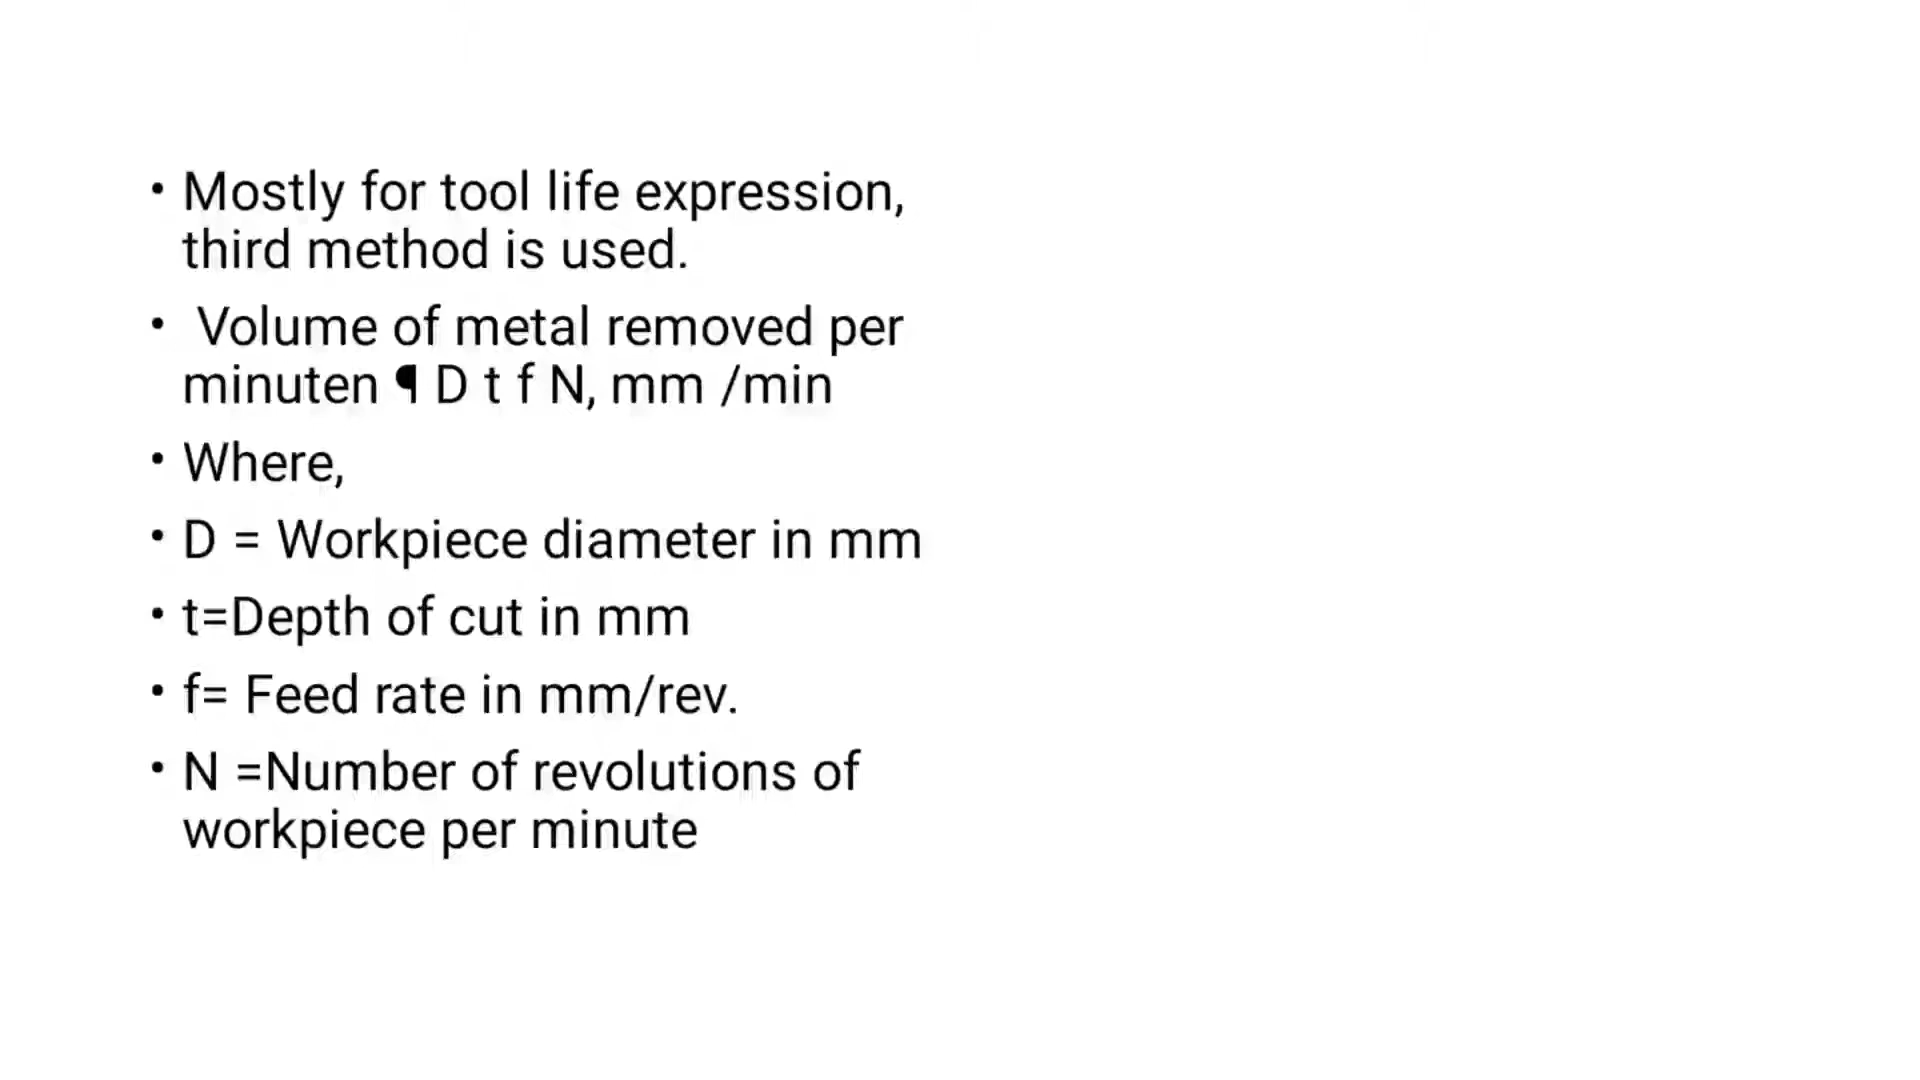 • Mostly for tool life expression,
third method is used.
• Volume of metal removed per
minuten ¶ D t f N, mm /min
• Where,
• D = Workpiece diameter in mm
• t=Depth of cut in mm
• f= Feed rate in mm/rev.
• N =Number of revolutions of
workpiece per minute